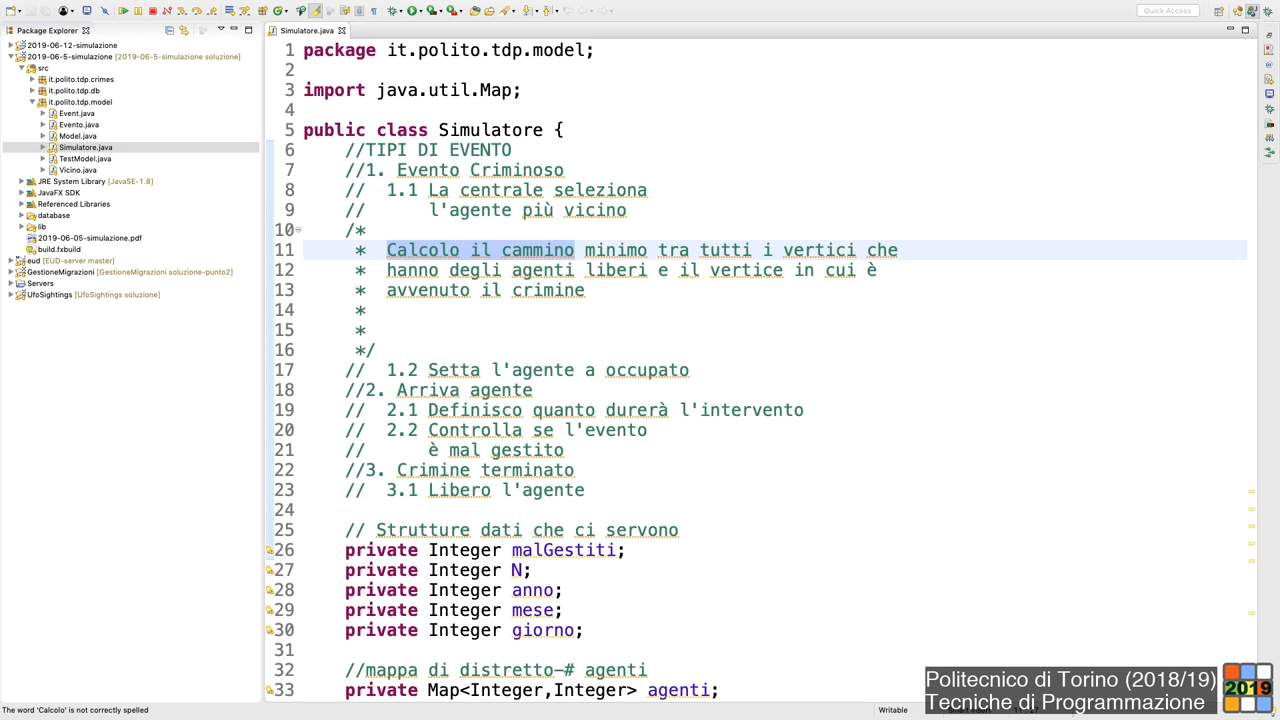 Quick Access
Package Explorer
2019-06-12-simulazione
2019-06-5-simulazione [2019-06-5-simulazione soluzione]
src
it.polito.tdp.crimes
it.polito.tdp.db
it.polito.tdp.model
Event.java
Evento.java
Model.java
Simulatore.java
TestModel.java
Vicino.java
JRE System Library [JavaSE-1.8]
JavaFX SDK
Referenced Libraries
database
lib
2019-06-05-simulazione.pdf
build.fxbuild
eud [EUD-server master]
GestioneMigrazioni [GestioneMigrazioni soluzione-punto2]
Servers
UfoSightings [UfoSightings soluzione]
Simulatore.java
1 package it.polito.tdp.model;
2
3 import java.util.Map;
4
5 public class Simulatore {
6 //TIPI DI EVENTO
7 //1. Evento Criminoso
8 // 1.1 La centrale seleziona
9 // l'agente più vicino
10 /*
11 * Calcolo il cammino minimo tra tutti i vertici che
12 * hanno degli agenti liberi e il vertice in cui è
13 * avvenuto il crimine
14 *
15 *
16 */
17 // 1.2 Setta l'agente a occupato
18 //2. Arriva agente
19 // 2.1 Definisco quanto durerà l'intervento
20 // 2.2 Controlla se l'evento
21 // è mal gestito
22 //3. Crimine terminato
23 // 3.1 Libero l'agente
24
25 // Strutture dati che ci servono
26 private Integer malGestiti;
27 private Integer N;
28 private Integer anno;
29 private Integer mese;
30 private Integer giorno;
31
32 //mappa di distretto-# agenti
33 private Map<Integer,Integer> agenti;
The word 'Calcolo' is not correctly spelled
Writable
Politecnico di Torino (2018/19)
Tecniche di Programmazione
2019